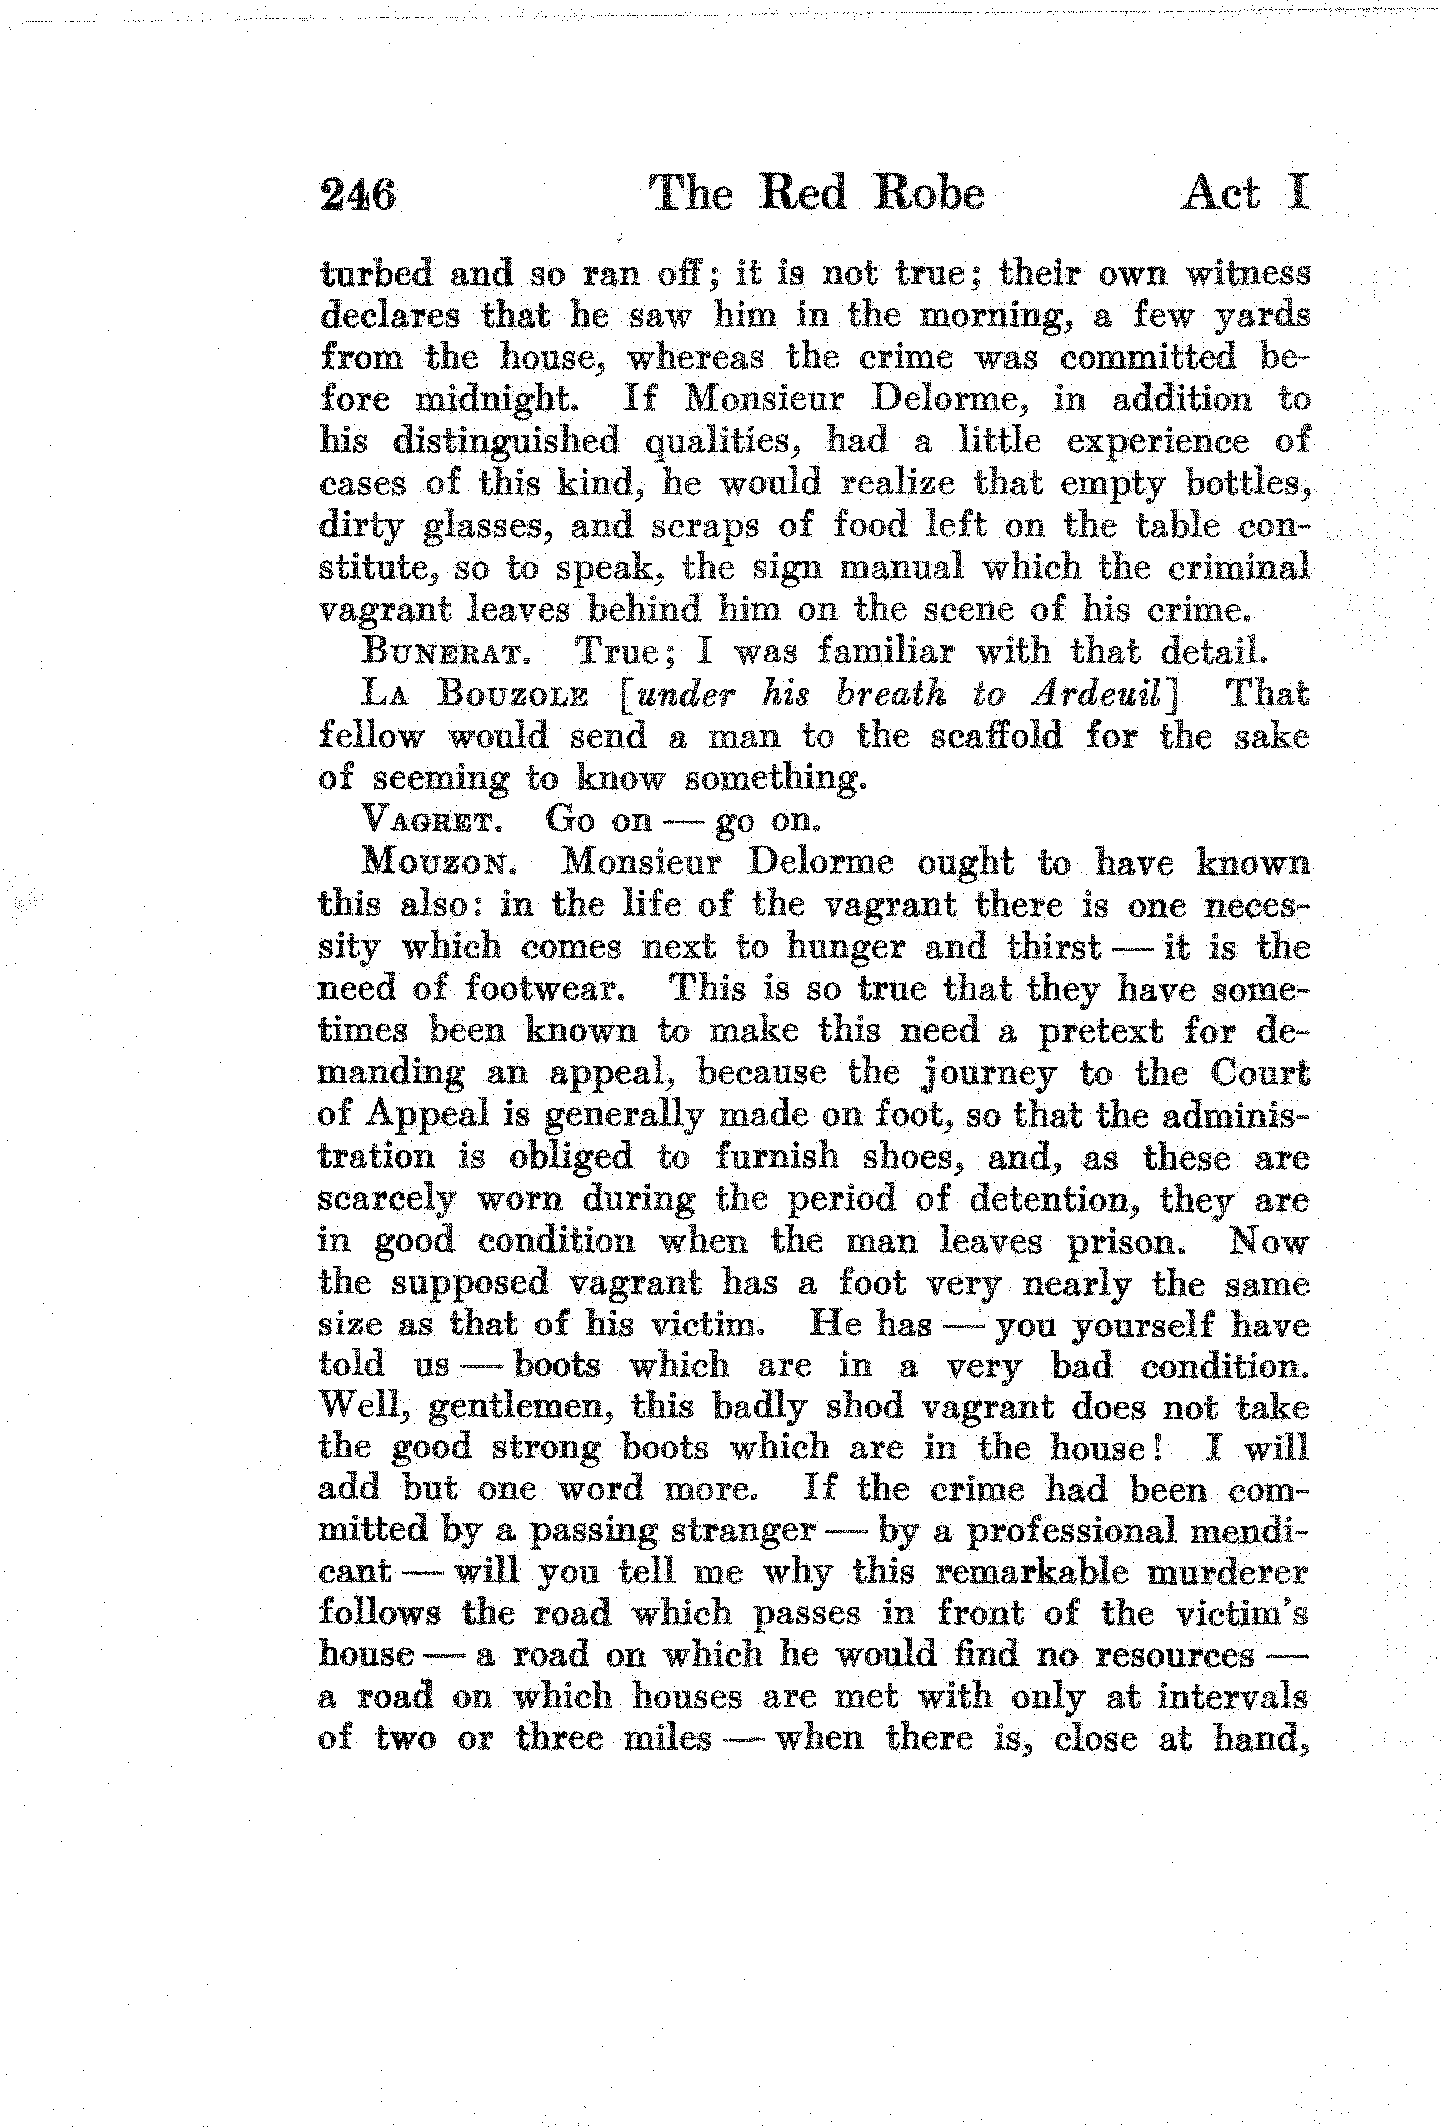 246 The Red Robe Act I
turbed and so ran off; it is not true; their own witness
declares that he saw him in the morning, a few yards
from the house, whereas the crime was committed be-
fore midnight. If Monsieur Delorme, in addition to
his distinguished qualities, had a little experience of
cases of this kind, he would realize that empty bottles,
dirty glasses, and scraps of food left on the table con-
stitute, so to speak, the sign manual which the criminal
vagrant leaves behind him on the scene of his crime.
BUNERAT. True; I was familiar with that detail.
LA BOUZOLE [under his breath to Ardeuil] That
fellow would send a man to the scaffold for the sake
of seeming to know something.
VAGRET. Go on — go on.
MOUZON. Monsieur Delorme ought to have known
this also: in the life of the vagrant there is one neces-
sity which comes next to hunger and thirst — it is the
need of footwear. This is so true that they have some-
times been known to make this need a pretext for de-
manding an appeal, because the journey to the Court
of Appeal is generally made on foot, so that the adminis-
tration is obliged to furnish shoes, and, as these are
scarcely worn during the period of detention, they are
in good condition when the man leaves prison. Now
the supposed vagrant has a foot very nearly the same
size as that of his victim. He has — you yourself have
told us — boots which are in a very bad condition.
Well, gentlemen, this badly shod vagrant does not take
the good strong boots which are in the house! I will
add but one word more. If the crime had been com-
mitted by a passing stranger — by a professional mendi-
cant — will you tell me why this remarkable murderer
follows the road which passes in front of the victim's
house — a road on which he would find no resources —
a road on which houses are met with only at intervals
of two or three miles — when there is, close at hand,